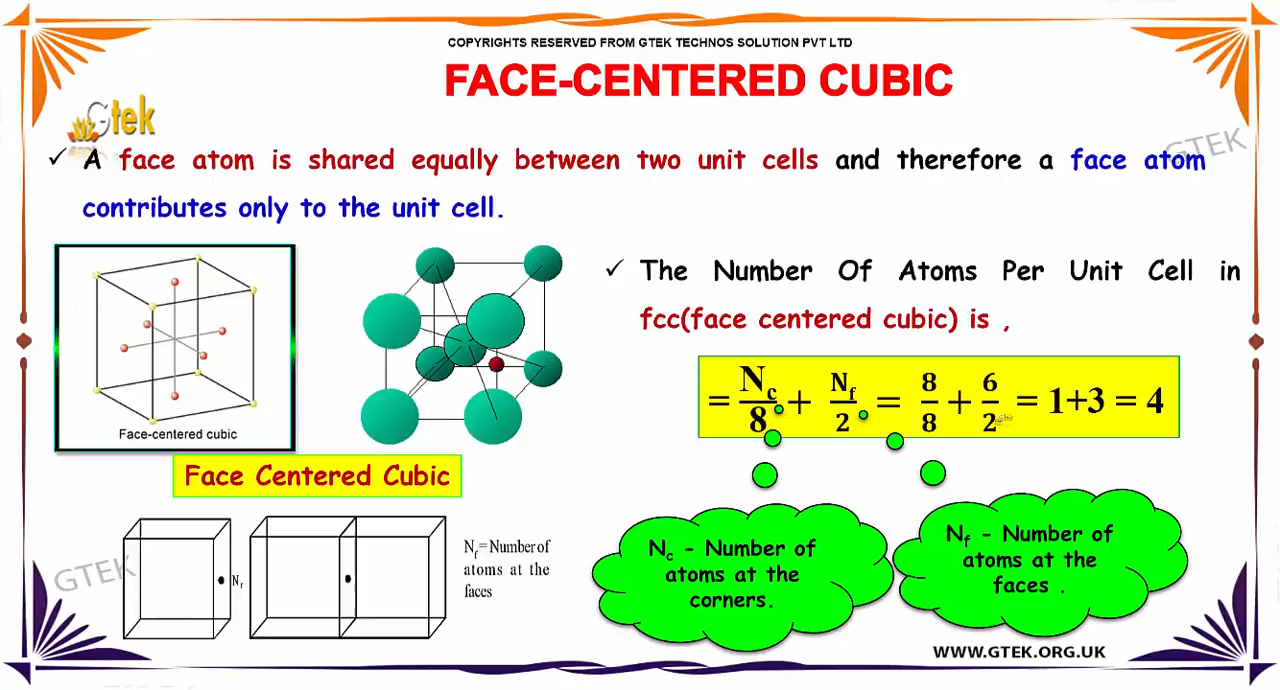 COPYRIGHTS RESERVED FROM GTEK TECHNOS SOLUTION PVT LTD
FACE-CENTERED CUBIC
Gtek
GTEK
✓ A face atom is shared equally between two unit cells and therefore a face atom
contributes only to the unit cell.
✓ The Number Of Atoms Per Unit Cell in
fcc(face centered cubic) is ,
= Nc/8 + Nf/2 = 8/8 + 6/2 = 1+3 = 4
Face-centered cubic
Face Centered Cubic
Nf
Nf=Number of
atoms at the
faces
Nc - Number of
atoms at the
corners.
Nf - Number of
atoms at the
faces .
GTEK
WWW.GTEK.ORG.UK